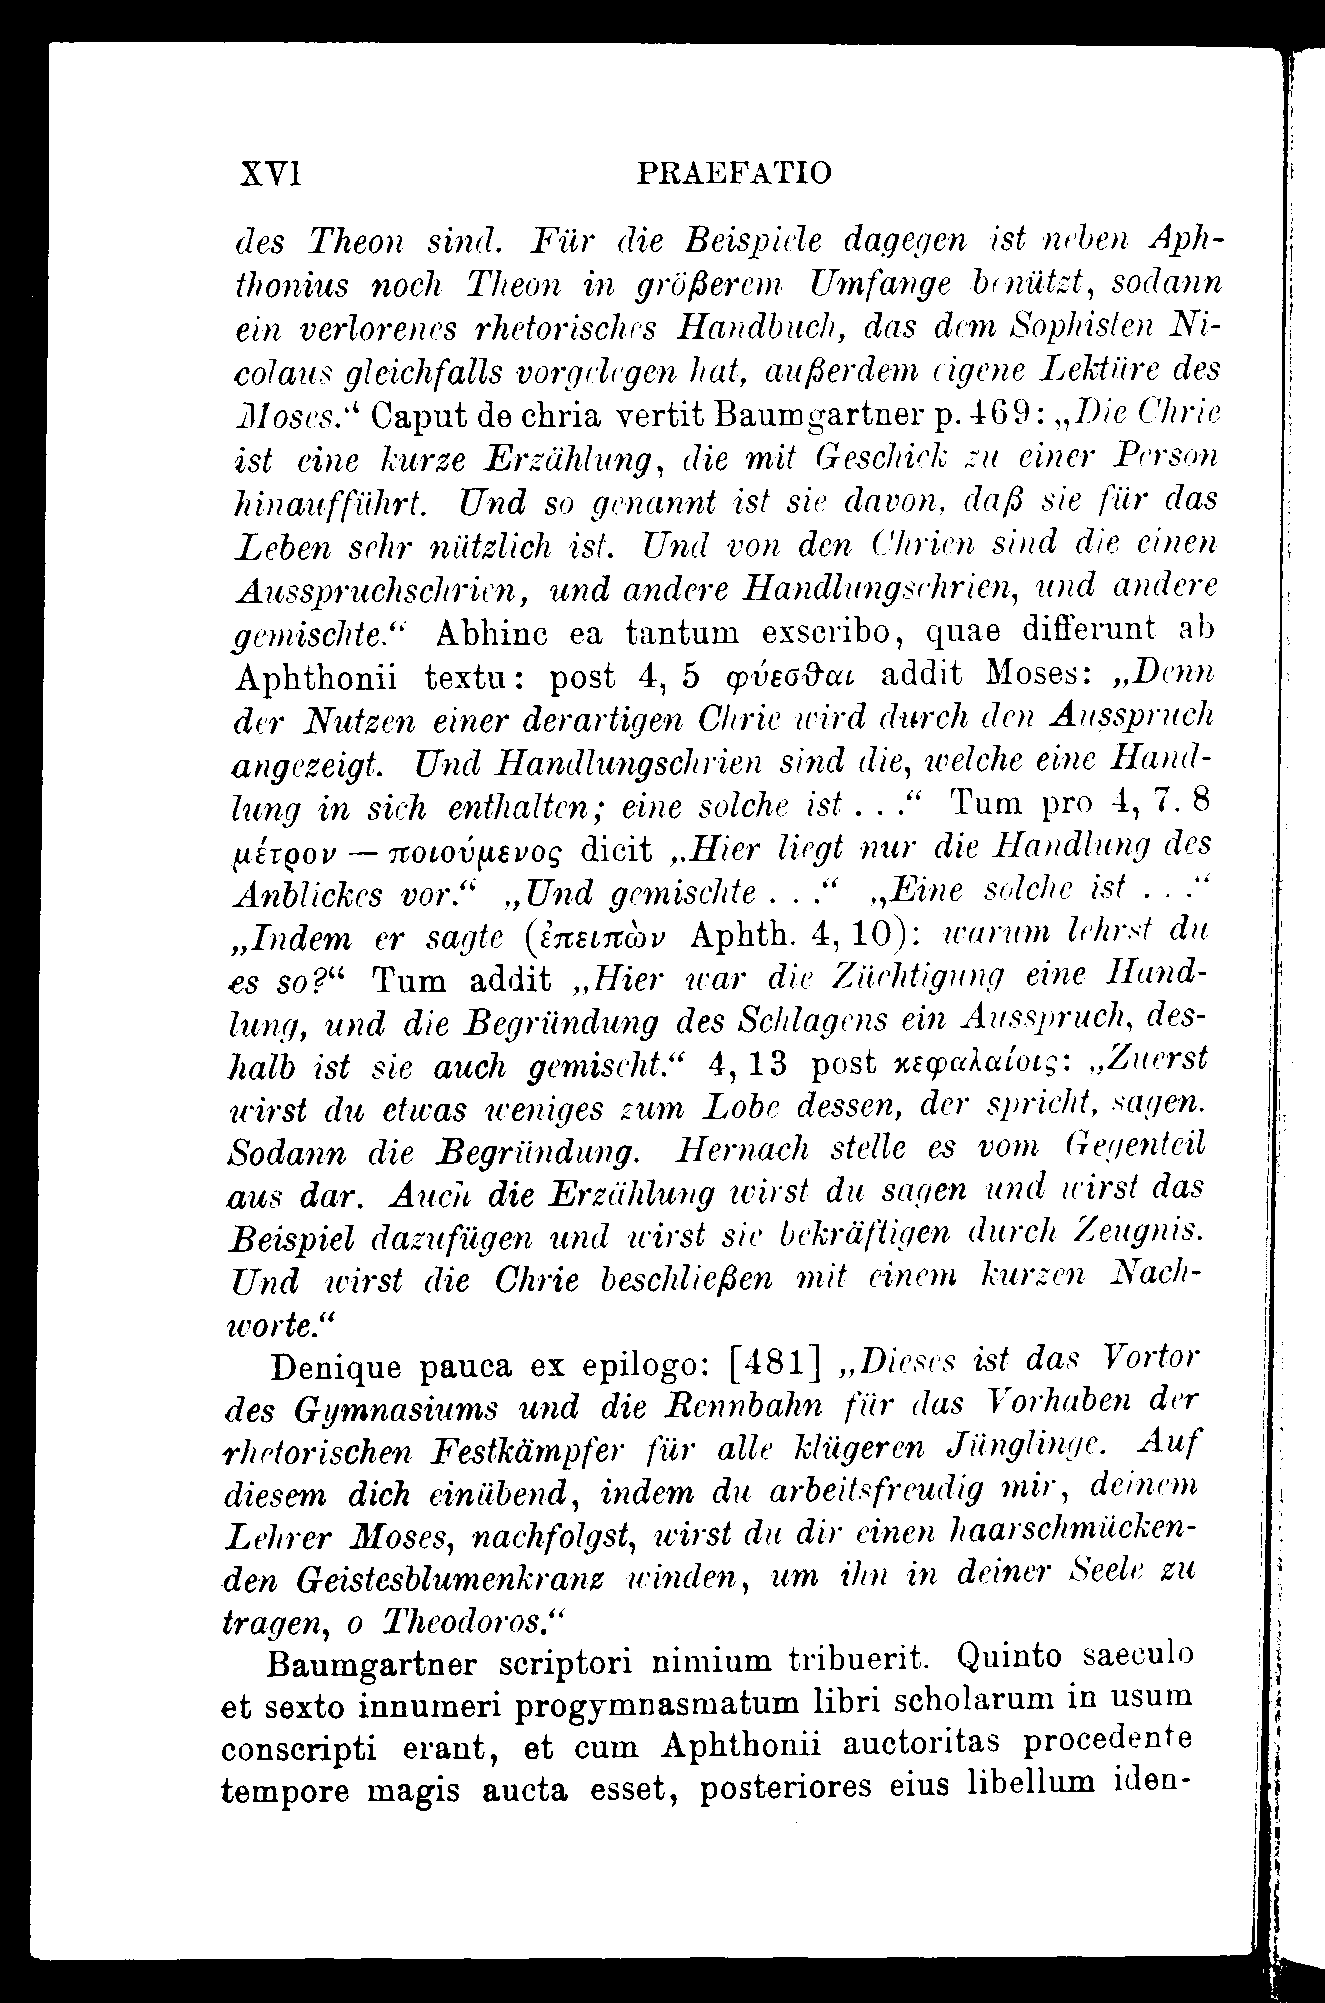 XVI PRAEFATIO
des Theon sind. Für die Beispiele dagegen ist neben Aph-
thonius noch Theon in größerem Umfange benützt, sodann
ein verlorenes rhetorisches Handbuch, das dem Sophisten Ni-
colaus gleichfalls vorgelegen hat, außerdem eigene Lektüre des
Moses.“ Caput de chria vertit Baumgartner p. 469: „Die Chrie
ist eine kurze Erzählung, die mit Geschick zu einer Person
hinaufführt. Und so genannt ist sie davon, daß sie für das
Leben sehr nützlich ist. Und von den Chrien sind die einen
Ausspruchschrien, und andere Handlungschrien, und andere
gemischte.“ Abhinc ea tantum exscribo, quae differunt ab
Aphthonii textu: post 4, 5 φύεσθαι addit Moses: „Denn
der Nutzen einer derartigen Chrie wird durch den Ausspruch
angezeigt. Und Handlungschrien sind die, welche eine Hand-
lung in sich enthalten; eine solche ist . . .“ Tum pro 4, 7. 8
μέτρον — ποιούμενος dicit „Hier liegt nur die Handlung des
Anblickes vor.“ „Und gemischte . . .“ „Eine solche ist . . .“
„Indem er sagte (ἐπειπὼν Aphth. 4, 10): warum lehrst du
es so?“ Tum addit „Hier war die Züchtigung eine Hand-
lung, und die Begründung des Schlagens ein Ausspruch, des-
halb ist sie auch gemischt.“ 4, 13 post κεφαλαίοις: „Zuerst
wirst du etwas weniges zum Lobe dessen, der spricht, sagen.
Sodann die Begründung. Hernach stelle es vom Gegenteil
aus dar. Auch die Erzählung wirst du sagen und wirst das
Beispiel dazufügen und wirst sie bekräftigen durch Zeugnis.
Und wirst die Chrie beschließen mit einem kurzen Nach-
worte.“
Denique pauca ex epilogo: [481] „Dieses ist das Vortor
des Gymnasiums und die Rennbahn für das Vorhaben der
rhetorischen Festkämpfer für alle klügeren Jünglinge. Auf
diesem dich einübend, indem du arbeitsfreudig mir, deinem
Lehrer Moses, nachfolgst, wirst du dir einen haarschmücken-
den Geistesblumenkranz winden, um ihn in deiner Seele zu
tragen, o Theodoros.“
Baumgartner scriptori nimium tribuerit. Quinto saeculo
et sexto innumeri progymnasmatum libri scholarum in usum
conscripti erant, et cum Aphthonii auctoritas procedente
tempore magis aucta esset, posteriores eius libellum iden-